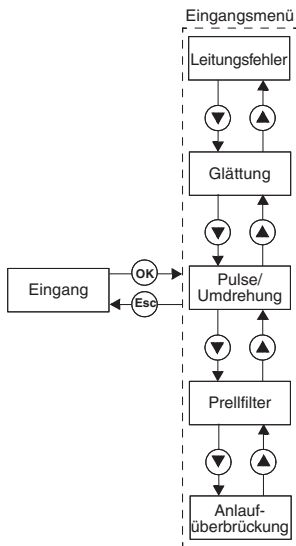 Eingangsmenü
Leitungsfehler
Glättung
OK
Eingang
Esc
Pulse/
Umdrehung
Prellfilter
Anlauf-
überbrückung